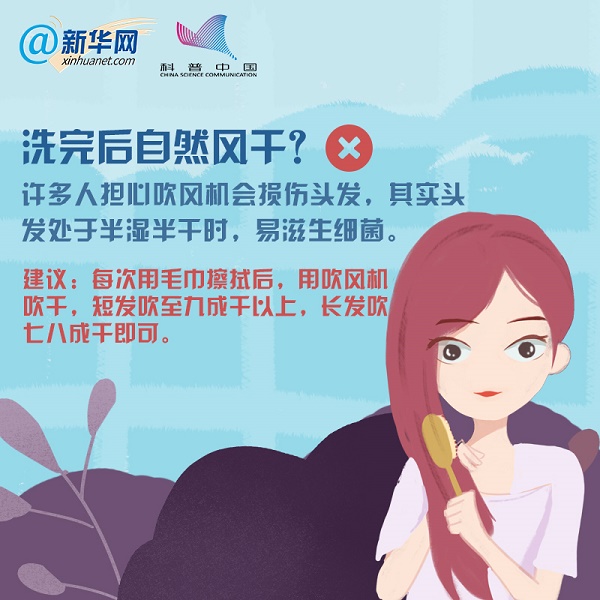 @新华网
xinhuanet.com
科普中国
CHINA SCIENCE COMMUNICATION
洗完后自然风干?
许多人担心吹风机会损伤头发，其实头
发处于半湿半干时，易滋生细菌。
建议：每次用毛巾擦拭后，用吹风机
吹干，短发吹至九成干以上，长发吹
七八成干即可。